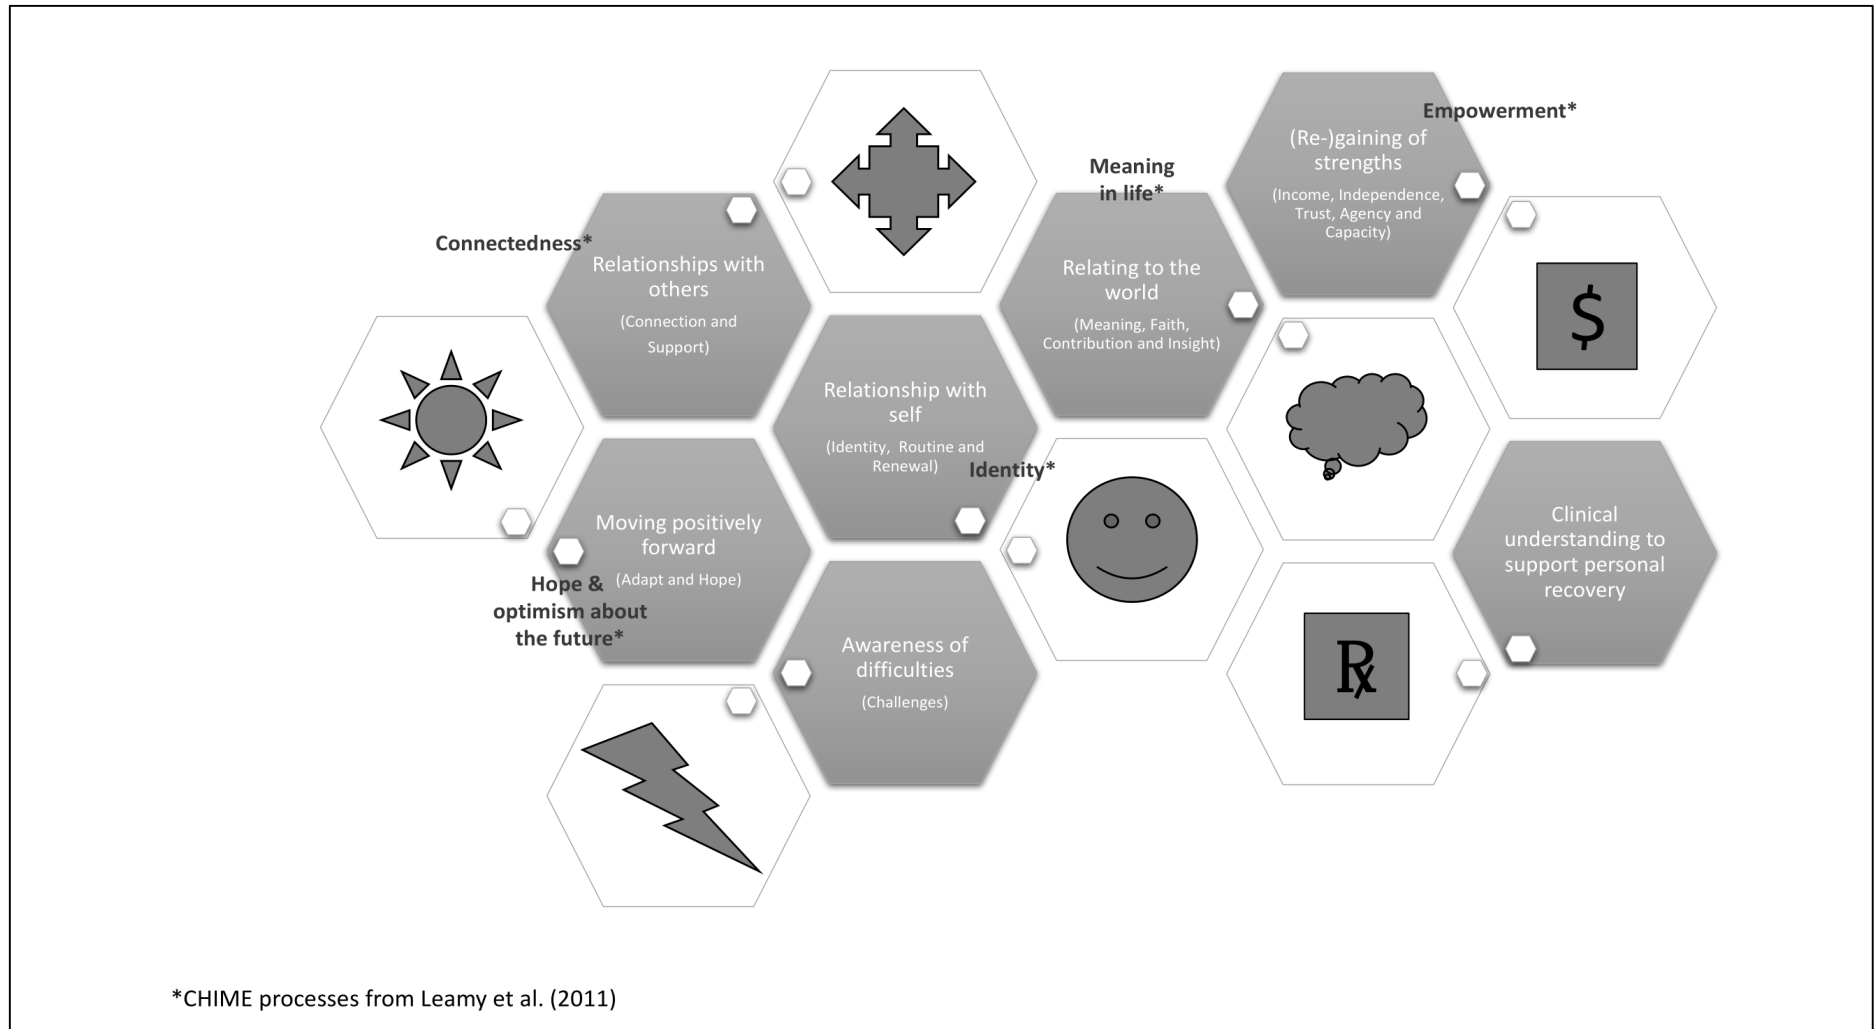 Empowerment*
(Re-)gaining of
strengths
(Income, Independence,
Trust, Agency and
Capacity)
Meaning
in life*
Relating to the
world
(Meaning, Faith,
Contribution and Insight)
Connectedness*
Relationships with
others
(Connection and
Support)
$
Relationship with
self
(Identity, Routine and
Renewal)
Identity*
Moving positively
forward
(Adapt and Hope)
Hope &
optimism about
the future*
Clinical
understanding to
support personal
recovery
Awareness of
difficulties
(Challenges)
℞
*CHIME processes from Leamy et al. (2011)